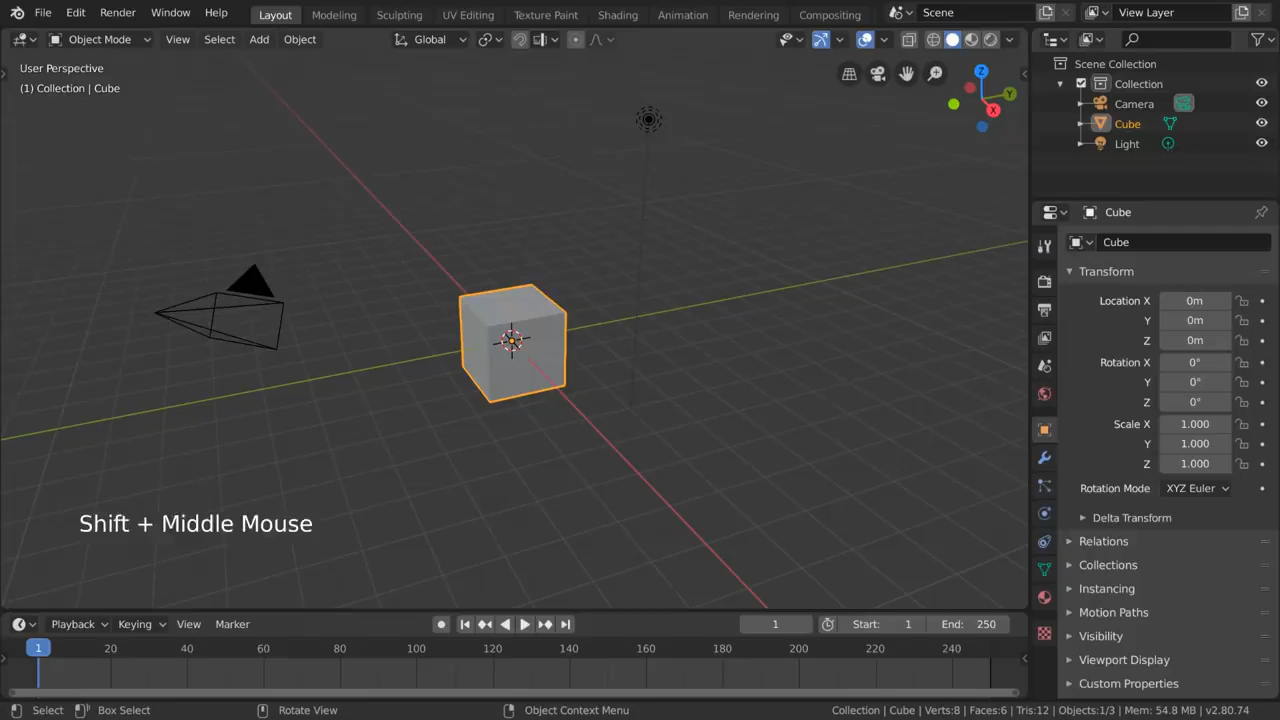 File Edit Render Window Help Layout Modeling Sculpting UV Editing Texture Paint Shading Animation Rendering Compositing Scene View Layer
Object Mode View Select Add Object Global
User Perspective
(1) Collection | Cube
Z
Y
X
Shift + Middle Mouse
Scene Collection
Collection
Camera
Cube
Light
Cube
Cube
Transform
Location X 0m
Y 0m
Z 0m
Rotation X 0°
Y 0°
Z 0°
Scale X 1.000
Y 1.000
Z 1.000
Rotation Mode XYZ Euler
Delta Transform
Relations
Collections
Instancing
Motion Paths
Visibility
Viewport Display
Custom Properties
Playback Keying View Marker 1 Start: 1 End: 250
1 20 40 60 80 100 120 140 160 180 200 220 240
Select Box Select Rotate View Object Context Menu Collection | Cube | Verts:8 | Faces:6 | Tris:12 | Objects:1/3 | Mem: 54.8 MB | v2.80.74